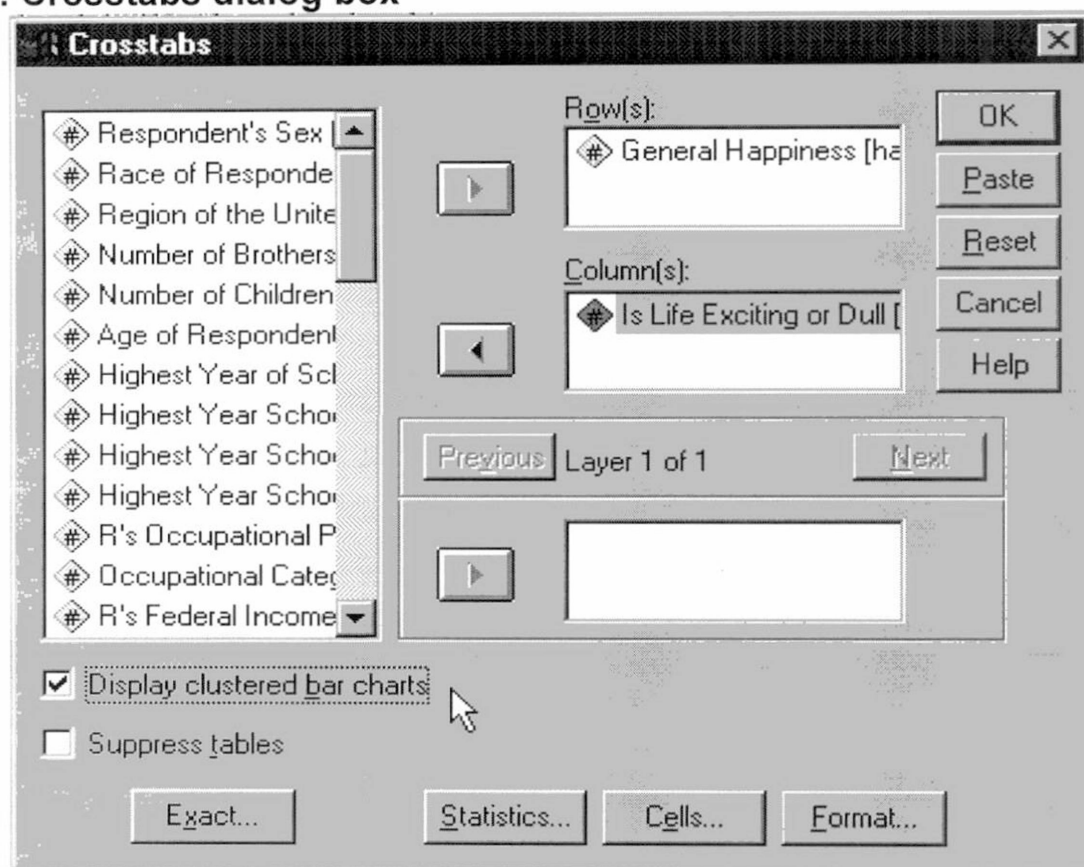 : Crosstabs dialog box
Crosstabs
Respondent's Sex [
Race of Responde
Region of the Unite
Number of Brothers
Number of Children
Age of Respondent
Highest Year of Scl
Highest Year Schoo
Highest Year Schoo
Highest Year Schoo
R's Occupational P
Occupational Categ
R's Federal Income
Row(s):
General Happiness [ha
Column(s):
Is Life Exciting or Dull [
OK
Paste
Reset
Cancel
Help
Previous Layer 1 of 1 Next
Display clustered bar charts
Suppress tables
Exact... Statistics... Cells... Format...